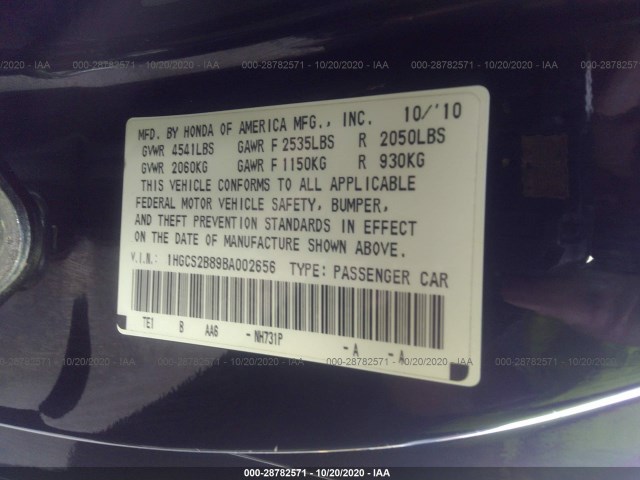 000-28782571 - 10/20/2020 - IAA
MFD. BY HONDA OF AMERICA MFG., INC. 10/'10
GVWR 4541LBS GAWR F 2535LBS R 2050LBS
GVWR 2060KG GAWR F 1150KG R 930KG
THIS VEHICLE CONFORMS TO ALL APPLICABLE
FEDERAL MOTOR VEHICLE SAFETY, BUMPER,
AND THEFT PREVENTION STANDARDS IN EFFECT
ON THE DATE OF MANUFACTURE SHOWN ABOVE.
V.I.N.: 1HGCS2B89BA002656 TYPE: PASSENGER CAR
TE1 B AA6 - NH731P - A - A
000-28782571 - 10/20/2020 - IAA